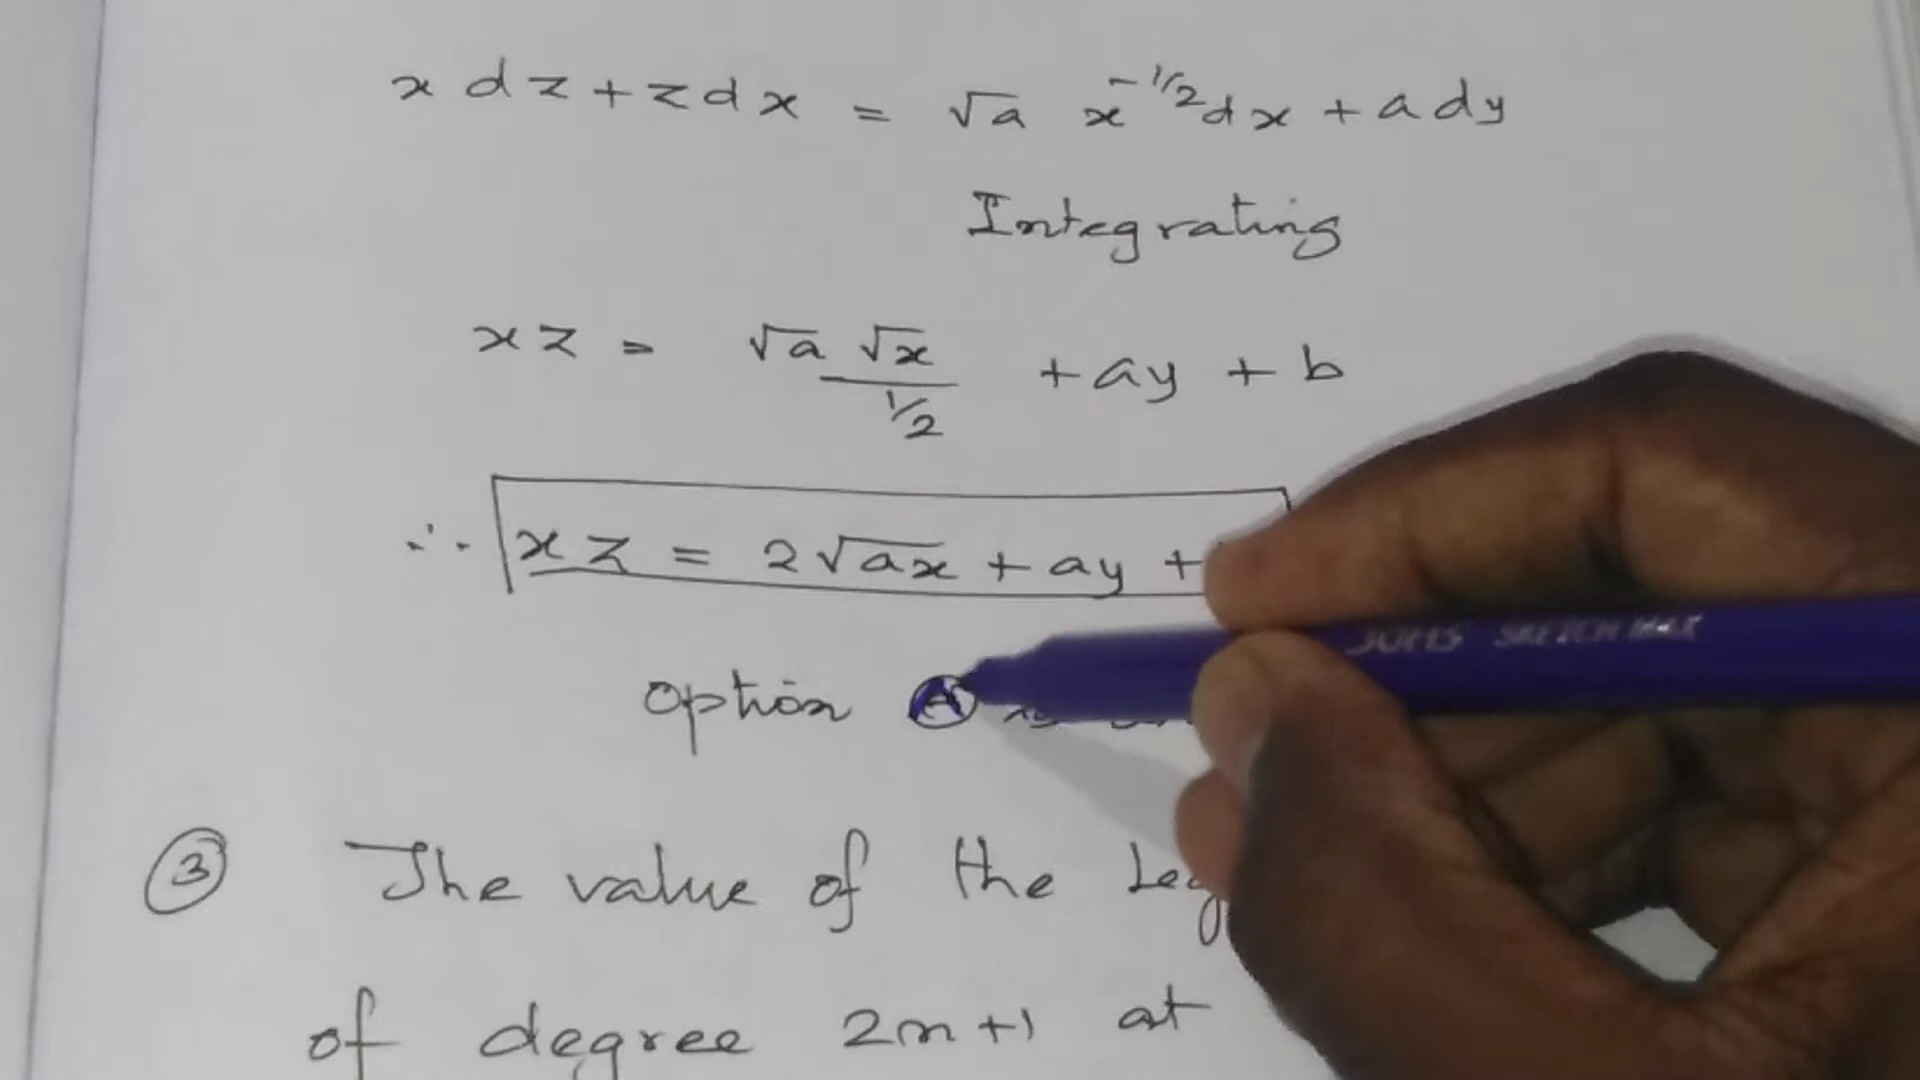 x dz + z dx = √a x^-1/2 dx + a dy
Integrating
xz = √a √x / 1/2 + ay + b
∴ xz = 2√ax + ay +
option A
3 The value of the
of degree 2n+1 at
SKETCH